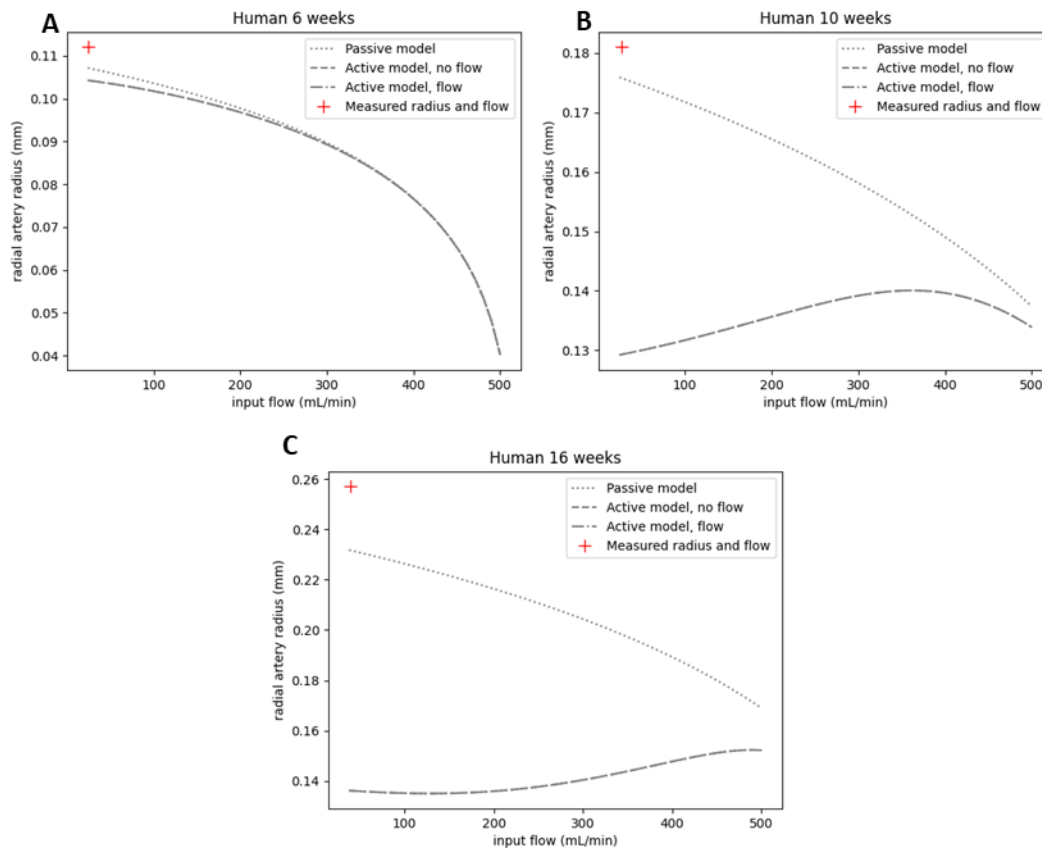 A
Human 6 weeks
Passive model
Active model, no flow
Active model, flow
Measured radius and flow
radial artery radius (mm)
0.11
0.10
0.09
0.08
0.07
0.06
0.05
0.04
100
200
300
400
500
input flow (mL/min)
B
Human 10 weeks
Passive model
Active model, no flow
Active model, flow
Measured radius and flow
radial artery radius (mm)
0.18
0.17
0.16
0.15
0.14
0.13
100
200
300
400
500
input flow (mL/min)
C
Human 16 weeks
Passive model
Active model, no flow
Active model, flow
Measured radius and flow
radial artery radius (mm)
0.26
0.24
0.22
0.20
0.18
0.16
0.14
100
200
300
400
500
input flow (mL/min)